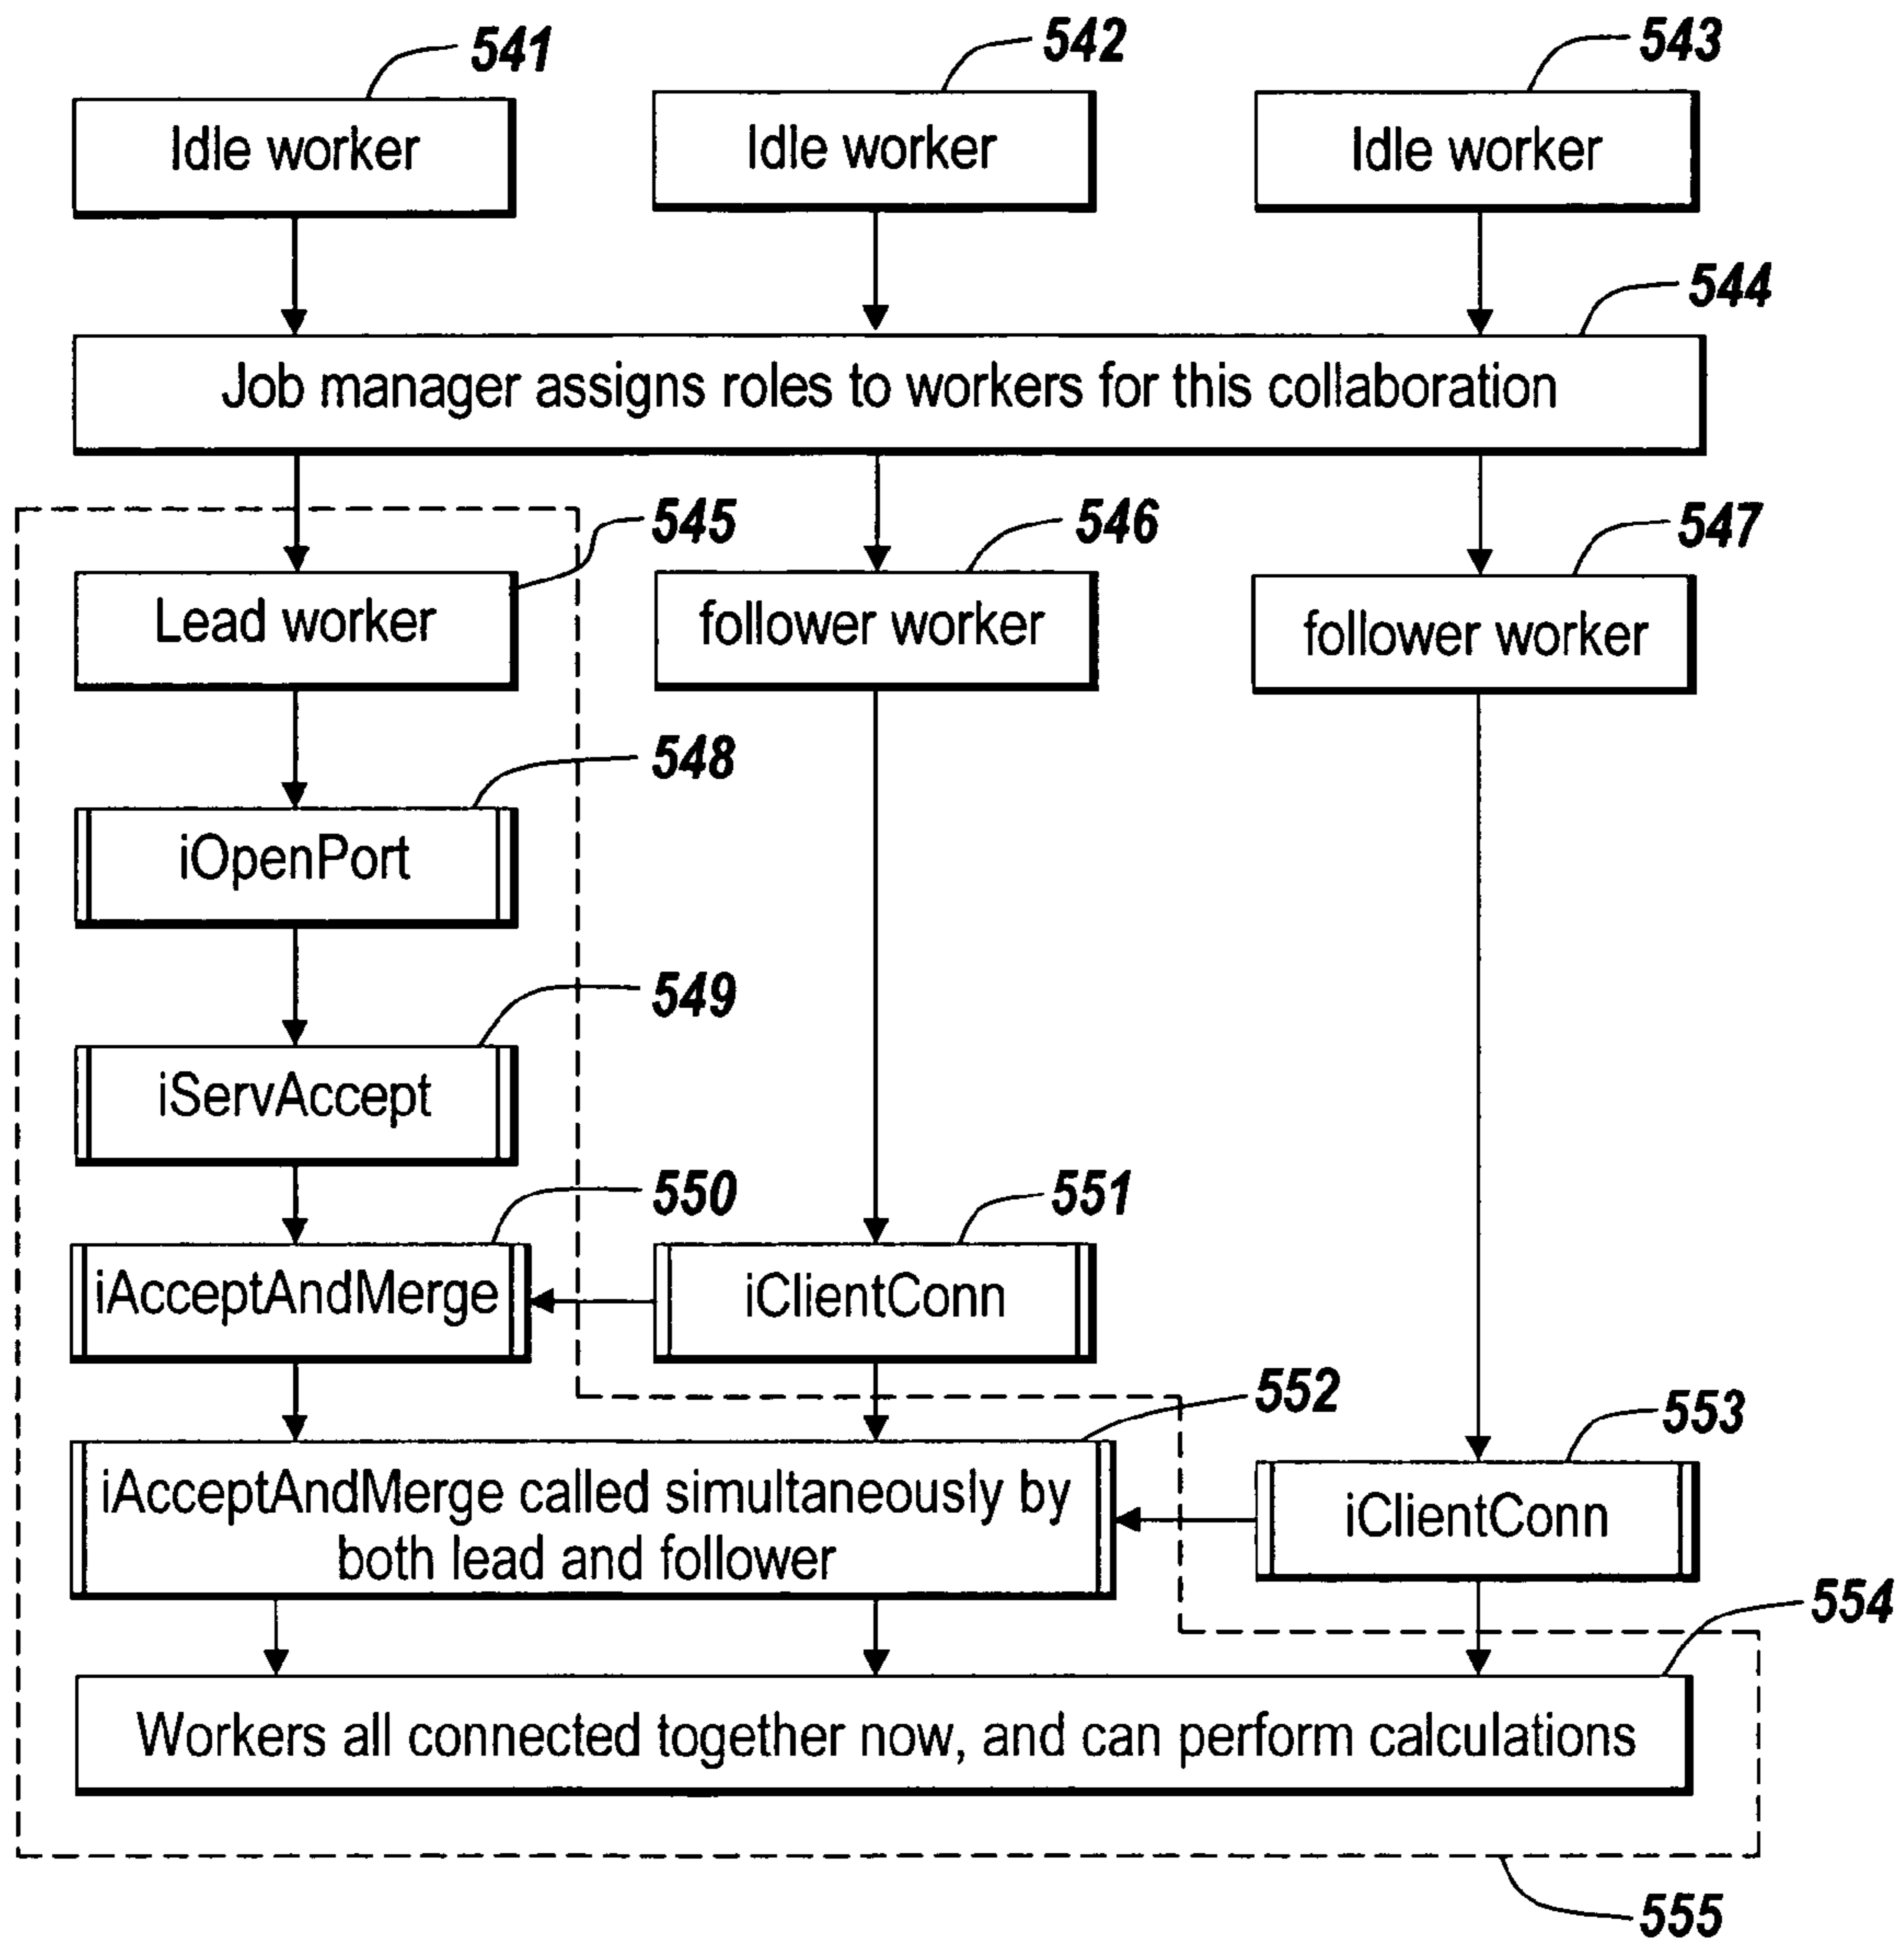 541
542
543
Idle worker
Idle worker
Idle worker
544
Job manager assigns roles to workers for this collaboration
545
546
547
Lead worker
follower worker
follower worker
548
iOpenPort
549
iServAccept
550
551
iAcceptAndMerge
iClientConn
552
553
iAcceptAndMerge called simultaneously by
both lead and follower
iClientConn
554
Workers all connected together now, and can perform calculations
555